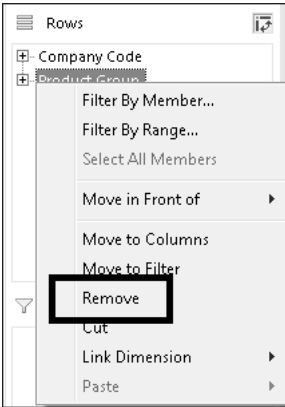 Rows
Company Code
Product Group
Filter By Member...
Filter By Range...
Select All Members
Move in Front of
Move to Columns
Move to Filter
Remove
Cut
Link Dimension
Paste